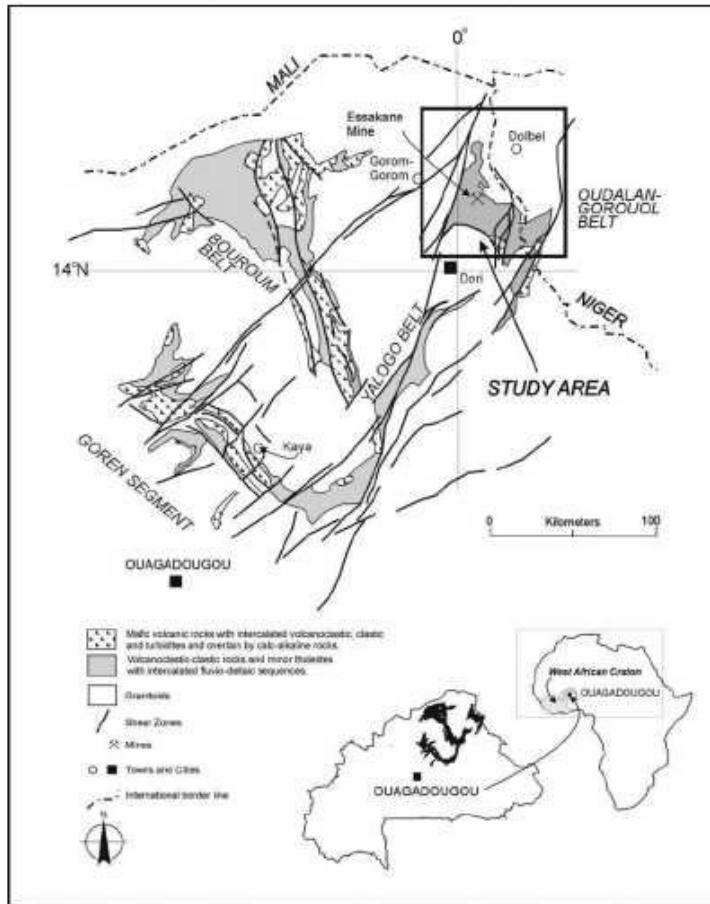 0°
MALI
Essakane
Mine
Dolbel
Gorom-
Gorom
OUDALAN-
GOROUOL
BELT
BOUROUM
BELT
14°N
Dori
NIGER
YALOGO BELT
STUDY AREA
Kaya
GOREN SEGMENT
0 Kilometers 100
OUAGADOUGOU
Mafic volcanic rocks with intercalated volcanoclastic, clastic
and turbidites and overlain by calc-alkaline rocks.
Volcanoclastic-clastic rocks and minor tholeiites
with intercalated fluvio-deltaic sequences.
Granitoids
Shear Zones
Mines
Towns and Cities
International border line
N
West African Craton
OUAGADOUGOU
OUAGADOUGOU